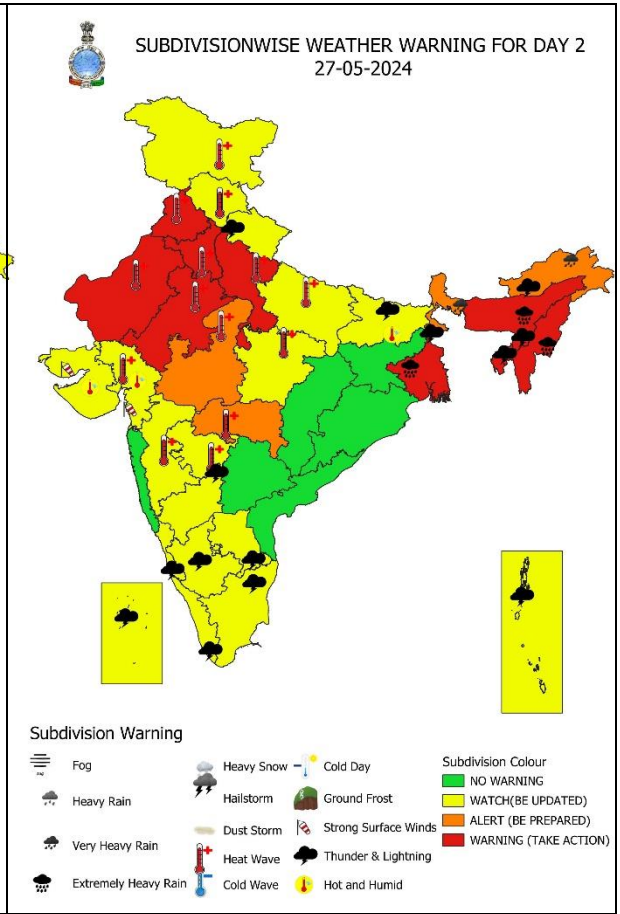 SUBDIVISIONWISE WEATHER WARNING FOR DAY 2
27-05-2024
Subdivision Warning
Fog
Heavy Rain
Very Heavy Rain
Extremely Heavy Rain
Heavy Snow
Hailstorm
Dust Storm
Heat Wave
Cold Wave
Cold Day
Ground Frost
Strong Surface Winds
Thunder & Lightning
Hot and Humid
Subdivision Colour
NO WARNING
WATCH(BE UPDATED)
ALERT (BE PREPARED)
WARNING (TAKE ACTION)